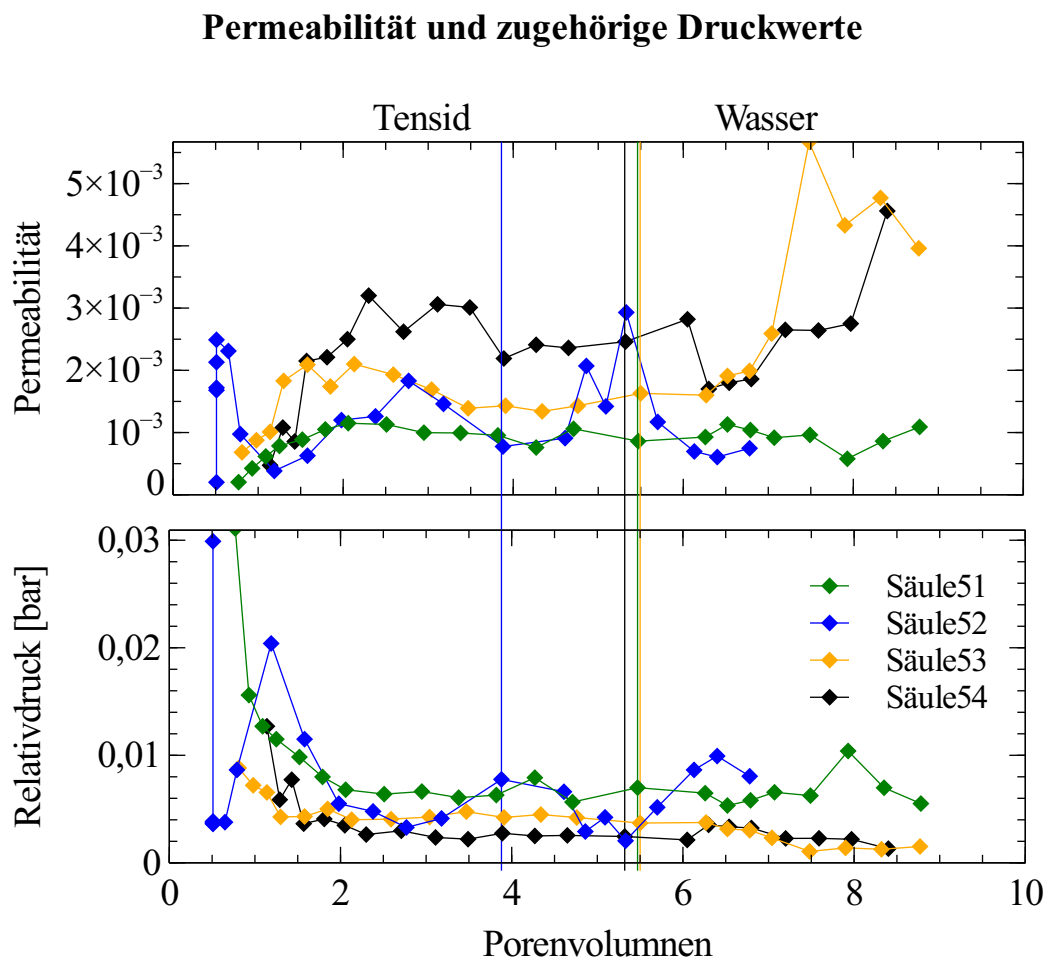 Permeabilität und zugehörige Druckwerte
Tensid Wasser
Permeabilität
5×10⁻³
4×10⁻³
3×10⁻³
2×10⁻³
10⁻³
0
Relativdruck [bar]
0,03
0,02
0,01
0
Säule51
Säule52
Säule53
Säule54
0 2 4 6 8 10
Porenvolumnen